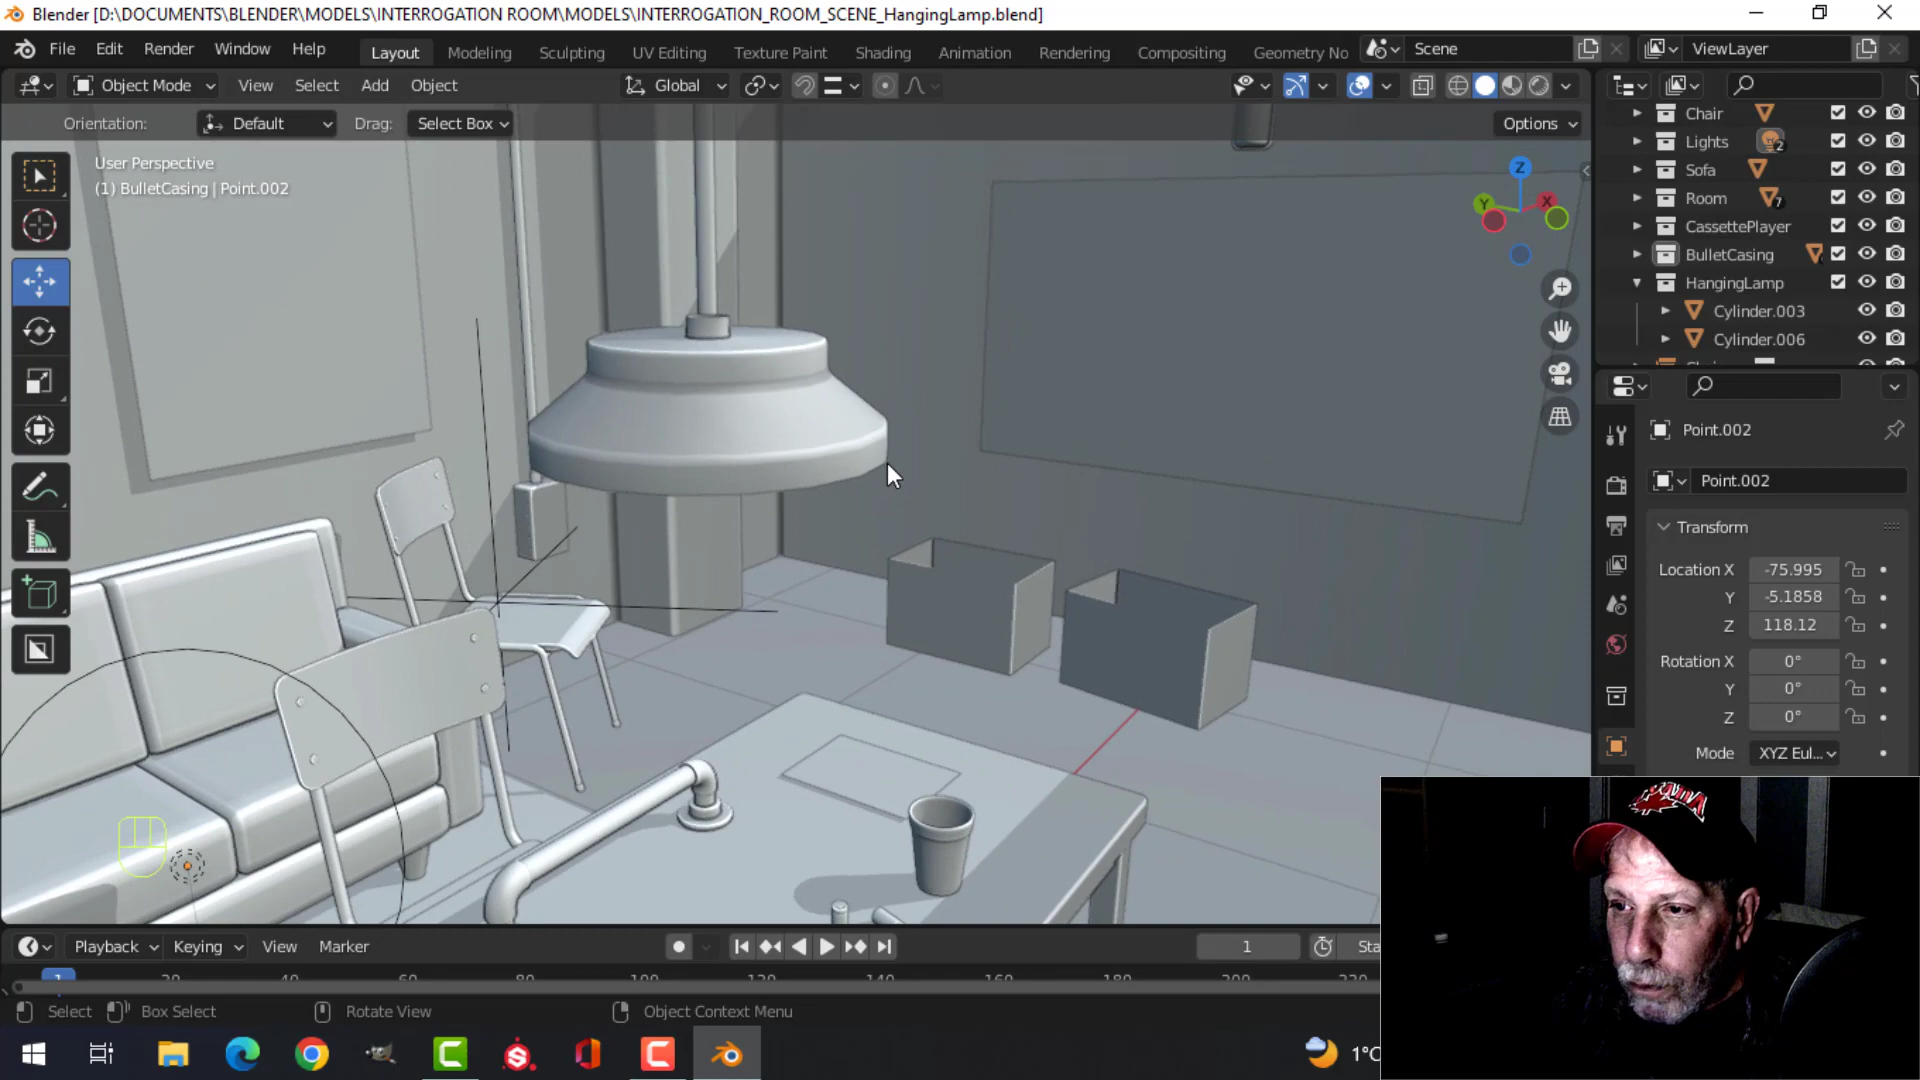 Blender [D:\DOCUMENTS\BLENDER\MODELS\INTERROGATION ROOM\MODELS\INTERROGATION_ROOM_SCENE_HangingLamp.blend]
File Edit Render Window Help Layout Modeling Sculpting UV Editing Texture Paint Shading Animation Rendering Compositing Geometry No Scene ViewLayer
Object Mode View Select Add Object Global
Orientation: Default Drag: Select Box Options
User Perspective
(1) BulletCasing | Point.002
Z
Y
X
Chair
Lights 2
Sofa
Room 7
CassettePlayer
BulletCasing
HangingLamp
Cylinder.003
Cylinder.006
Point.002
Point.002
Transform
Location X -75.995
Y -5.1858
Z 118.12
Rotation X 0°
Y 0°
Z 0°
Mode XYZ Eul...
Playback Keying View Marker 1 Sta
1 20 40 60 80 100 120 140 160 180 200 220
Select Box Select Rotate View Object Context Menu
1°C